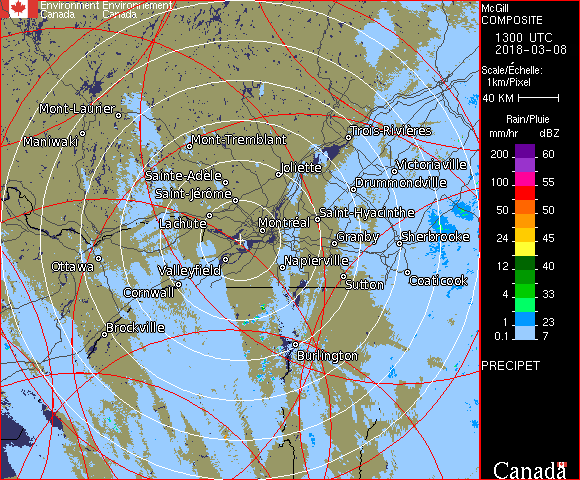 Environment Environnement
Canada Canada
McGill
COMPOSITE
1300 UTC
2018-03-08
Scale/Échelle:
1km/Pixel
40 KM
Rain/Pluie
mm/hr dBZ
200 60
150 55
100 55
50 50
24 45
12 40
4 33
1 23
0.1 7
PRECIPET
Canada
Mont-Laurier
Maniwaki
Mont-Tremblant
Trois-Rivières
Joliette
Victoriaville
Sainte-Adèle
Drummondville
Saint-Jérôme
Lachute
Saint-Hyacinthe
Montréal
Granby
Sherbrooke
Ottawa
Valleyfield
Napierville
Cornwall
Sutton
Coaticook
Brockville
Burlington